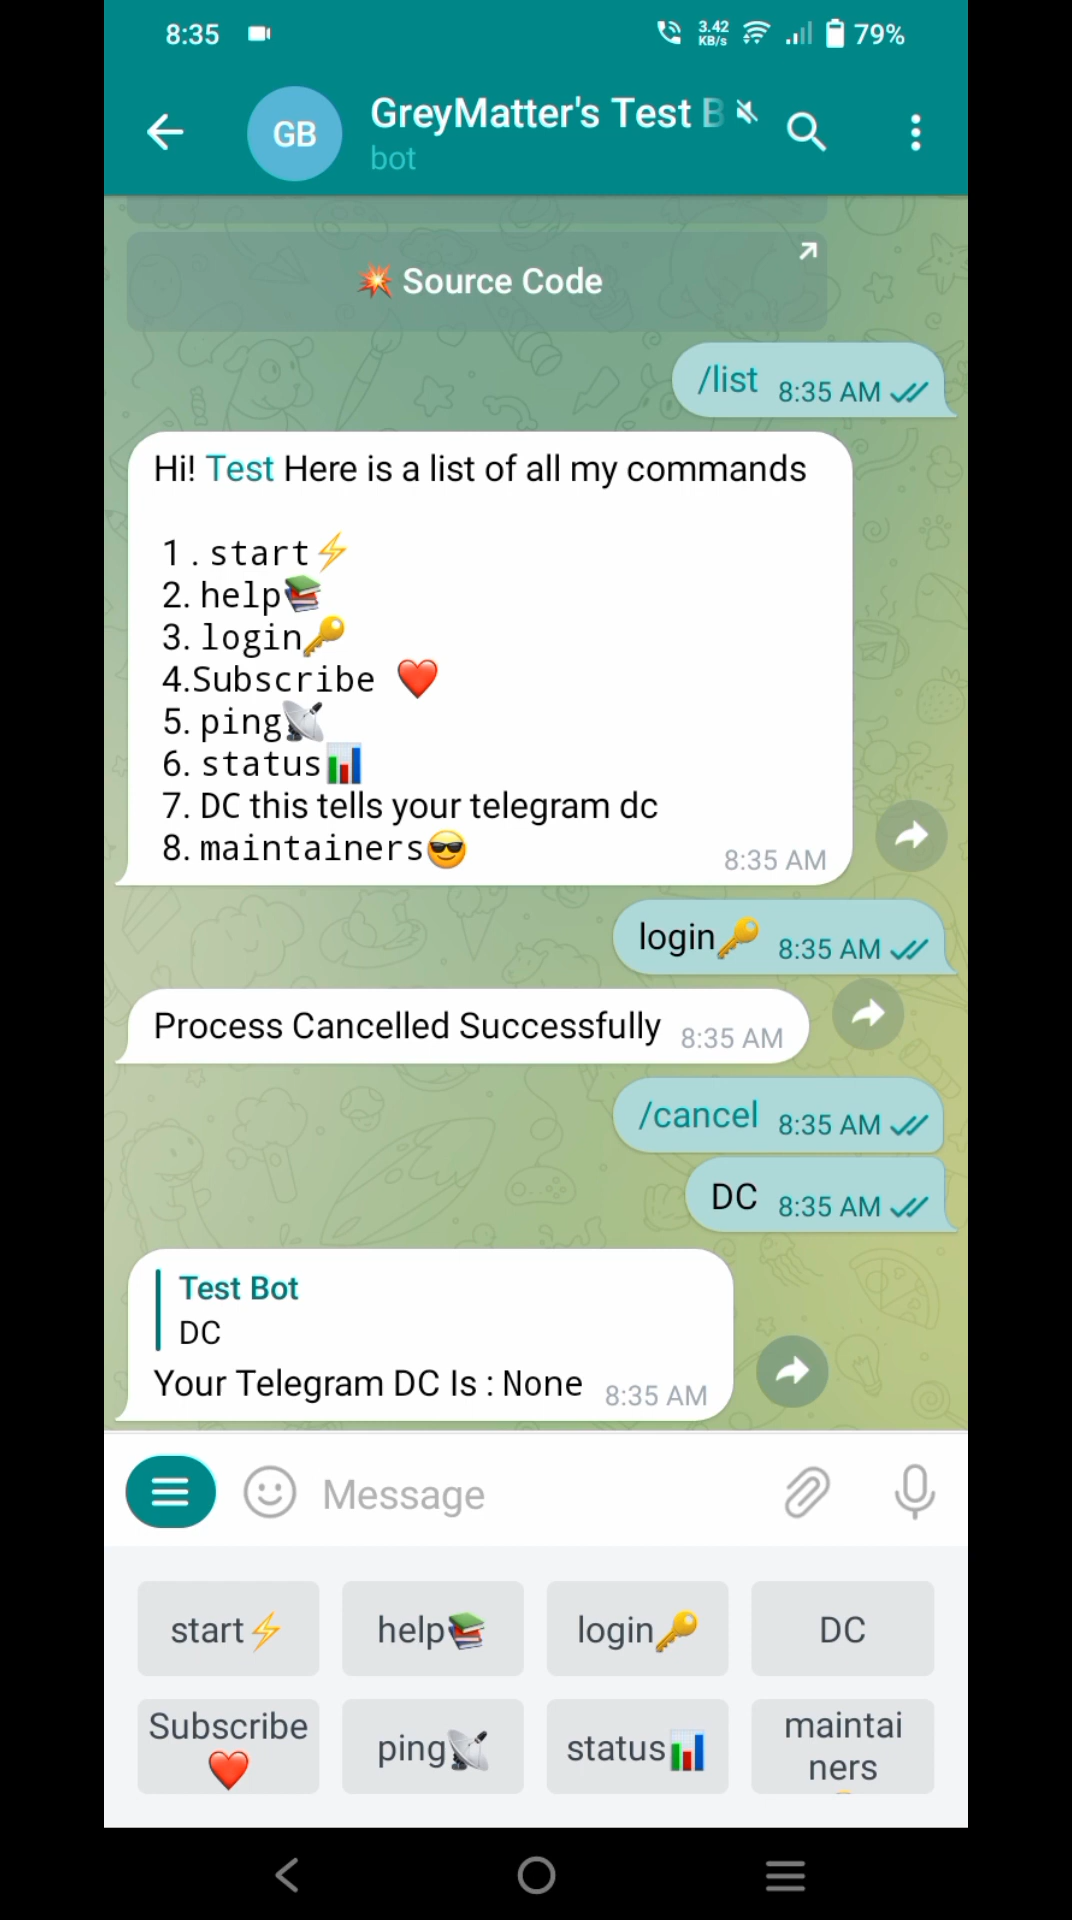 8:35 3.42 KB/s 79%
GB GreyMatter's Test B
bot
💥 Source Code
/list 8:35 AM
Hi! Test Here is a list of all my commands
1. start⚡
2. help📚
3. login🔑
4.Subscribe ❤️
5. ping📡
6. status📊
7. DC this tells your telegram dc
8. maintainers😎
8:35 AM
login🔑 8:35 AM
Process Cancelled Successfully 8:35 AM
/cancel 8:35 AM
DC 8:35 AM
Test Bot
DC
Your Telegram DC Is : None 8:35 AM
Message
start⚡ help📚 login🔑 DC
Subscribe ❤️ ping📡 status📊 maintainers